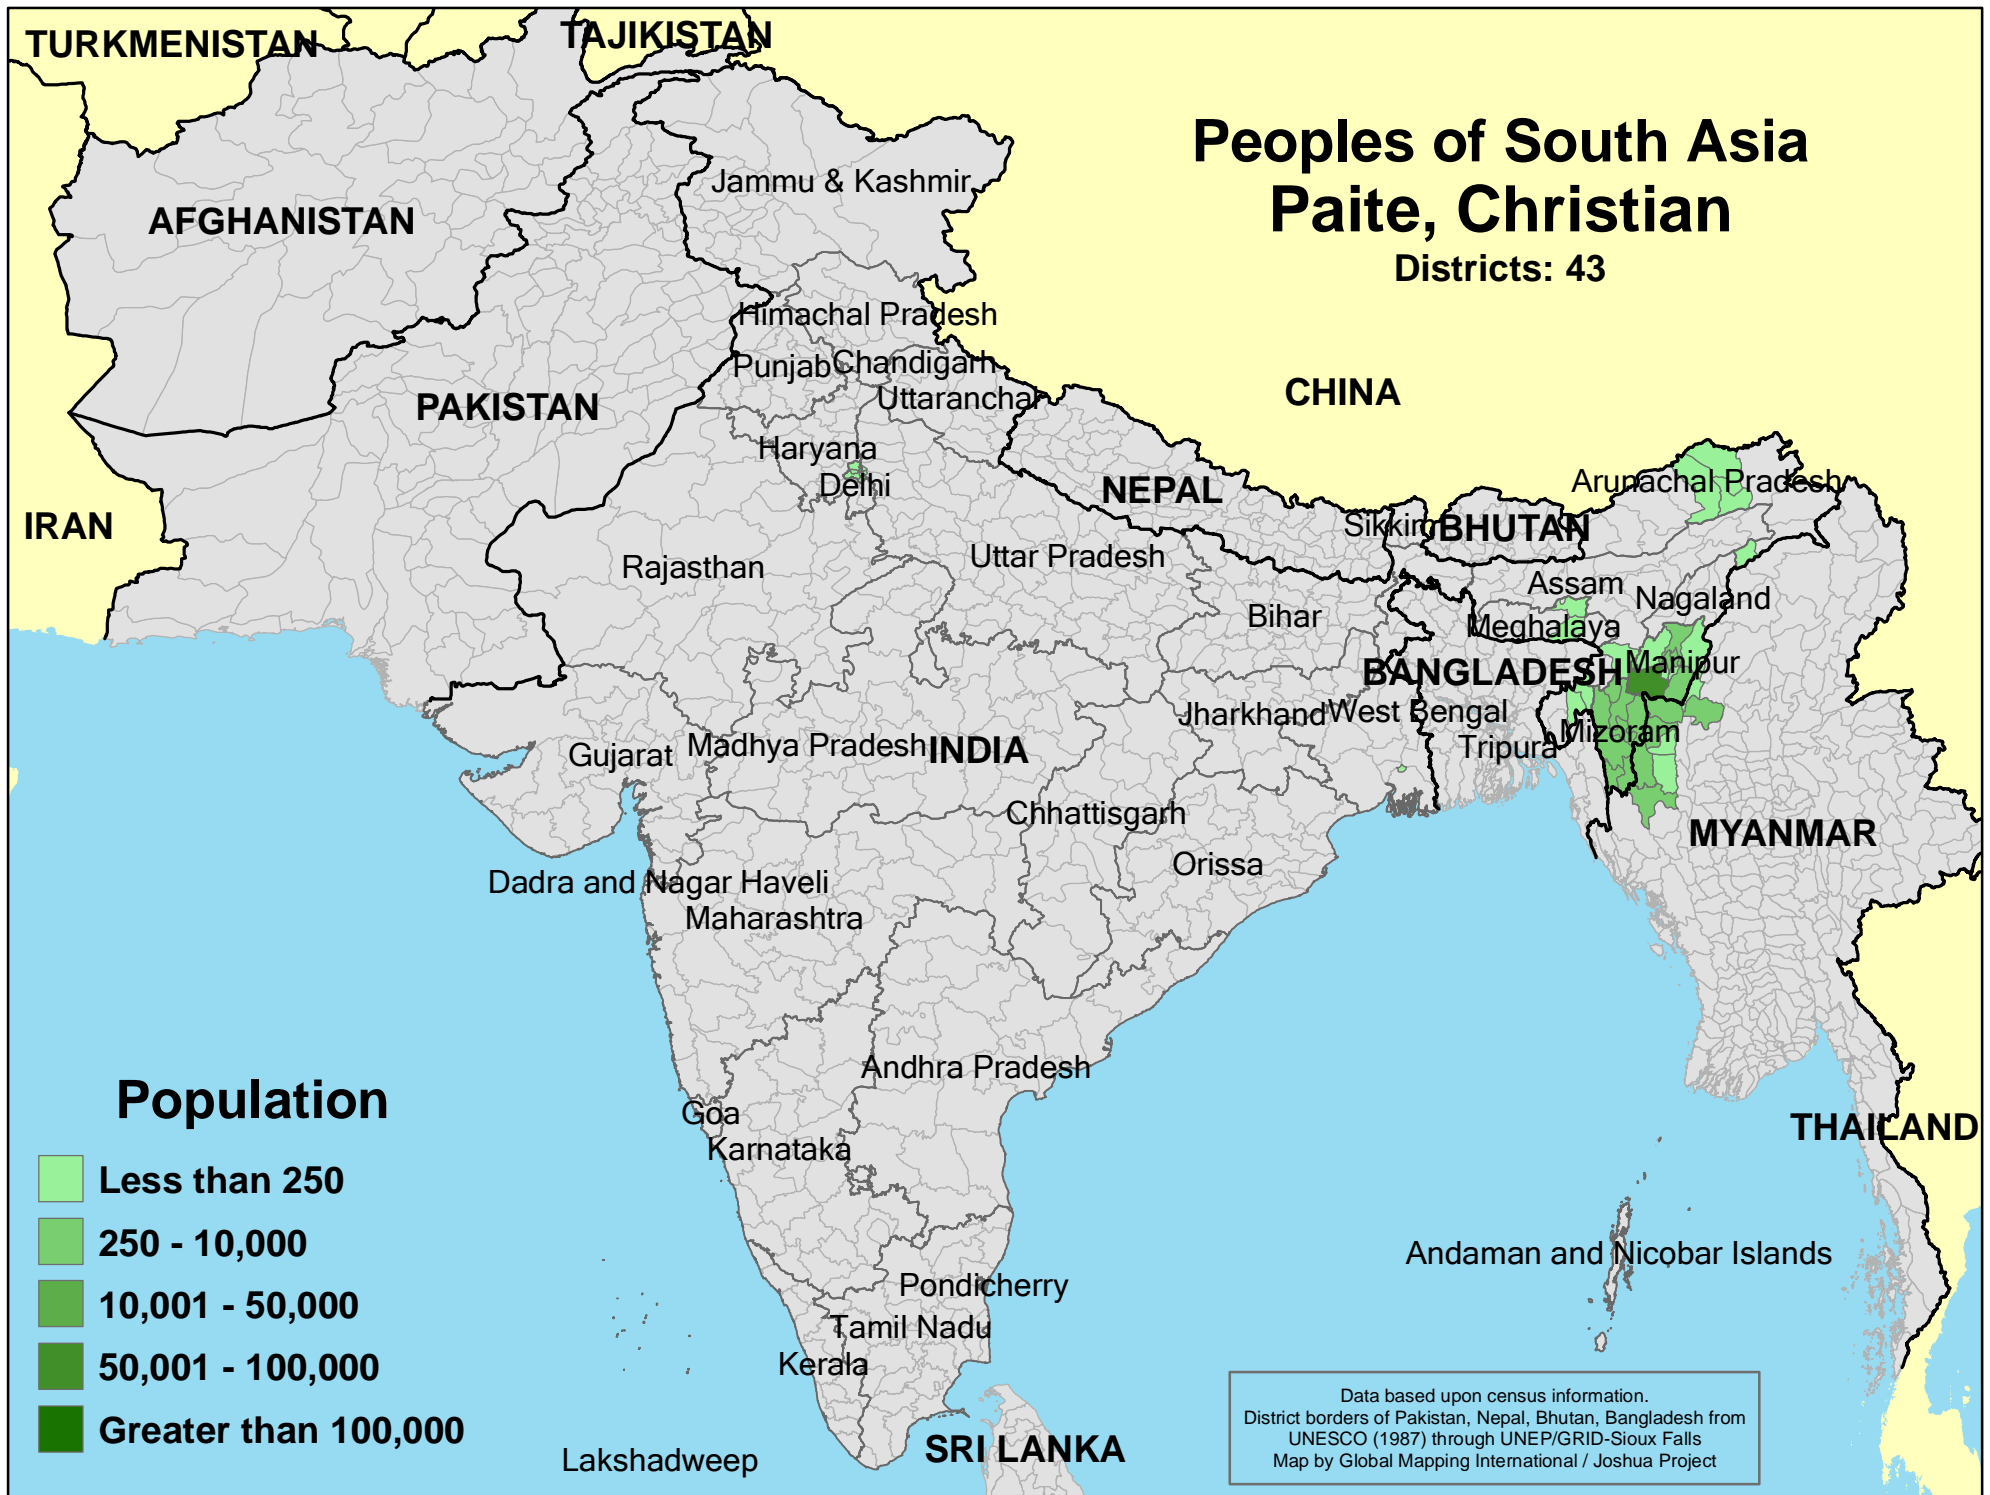 TURKMENISTAN
TAJIKISTAN
Peoples of South Asia
Paite, Christian
Districts: 43
Jammu & Kashmir
AFGHANISTAN
Himachal Pradesh
Punjab
Chandigarh
Uttaranchal
CHINA
PAKISTAN
Haryana
Delhi
NEPAL
Arunachal Pradesh
IRAN
Sikkim
BHUTAN
Rajasthan
Uttar Pradesh
Assam
Nagaland
Bihar
Meghalaya
BANGLADESH
Manipur
Jharkhand
West Bengal
Gujarat
Madhya Pradesh
INDIA
Tripura
Mizoram
Chhattisgarh
MYANMAR
Orissa
Dadra and Nagar Haveli
Maharashtra
Andhra Pradesh
Goa
Karnataka
THAILAND
Andaman and Nicobar Islands
Pondicherry
Tamil Nadu
Kerala
Lakshadweep
SRI LANKA
Population
Less than 250
250 - 10,000
10,001 - 50,000
50,001 - 100,000
Greater than 100,000
Data based upon census information.
District borders of Pakistan, Nepal, Bhutan, Bangladesh from
UNESCO (1987) through UNEP/GRID-Sioux Falls
Map by Global Mapping International / Joshua Project